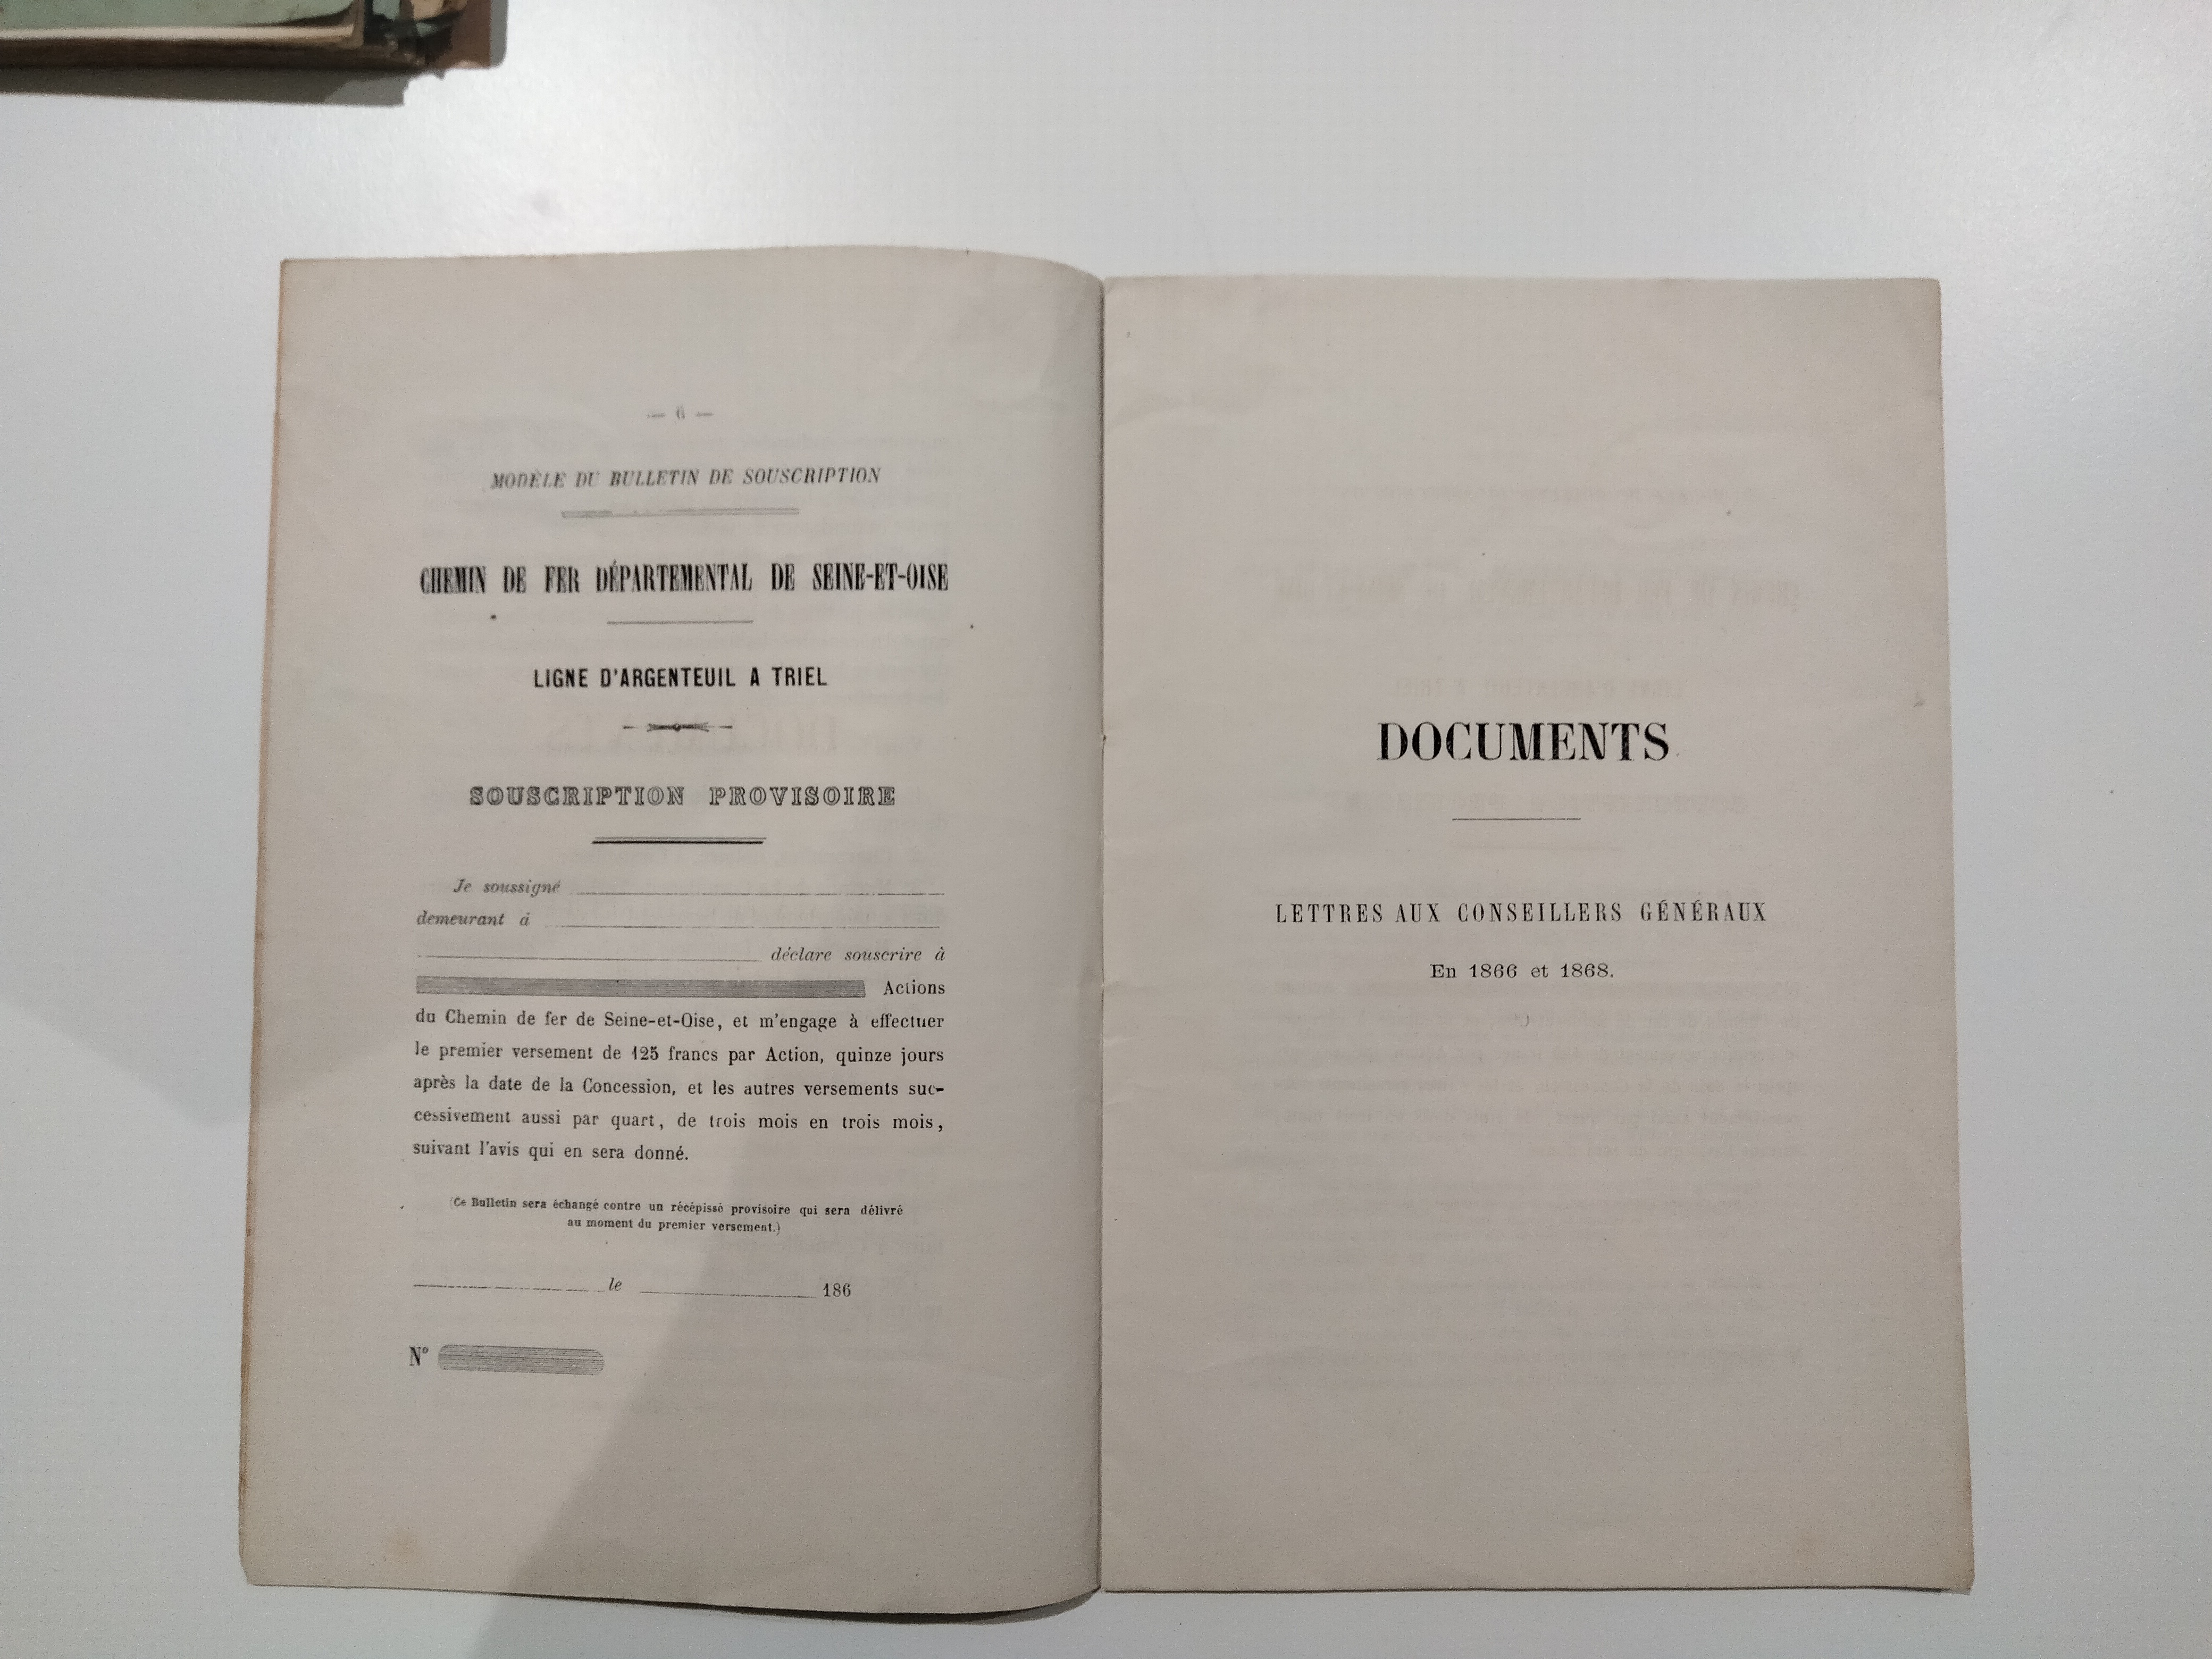 — 6 —
MODÈLE DU BULLETIN DE SOUSCRIPTION
CHEMIN DE FER DÉPARTEMENTAL DE SEINE-ET-OISE
LIGNE D'ARGENTEUIL A TRIEL
SOUSCRIPTION PROVISOIRE
Je soussigné
demeurant à
déclare souscrire à
Actions
du Chemin de fer de Seine-et-Oise, et m'engage à effectuer
le premier versement de 125 francs par Action, quinze jours
après la date de la Concession, et les autres versements suc-
cessivement aussi par quart, de trois mois en trois mois,
suivant l'avis qui en sera donné.
(Ce Bulletin sera échangé contre un récépissé provisoire qui sera délivré
au moment du premier versement.)
le 186
N°
DOCUMENTS
LETTRES AUX CONSEILLERS GÉNÉRAUX
En 1866 et 1868.